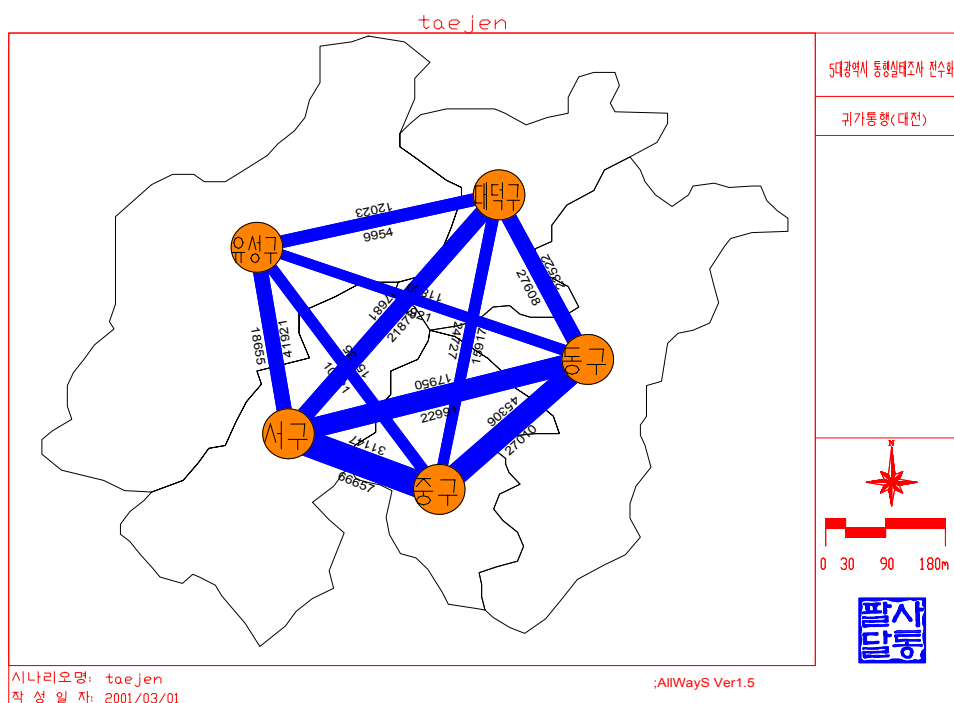 taejen
5대광역시 통행실태조사 전수화
귀가통행(대전)
대덕구
12023
9954
유성구
27608
18655
41921
24727
15917
동구
17950
서구
45306
27010
31147
66657
중구
N
0 30 90 180m
팔사
달통
시나리오명: taejen
작 성 일 자: 2001/03/01
;AllWayS Ver1.5